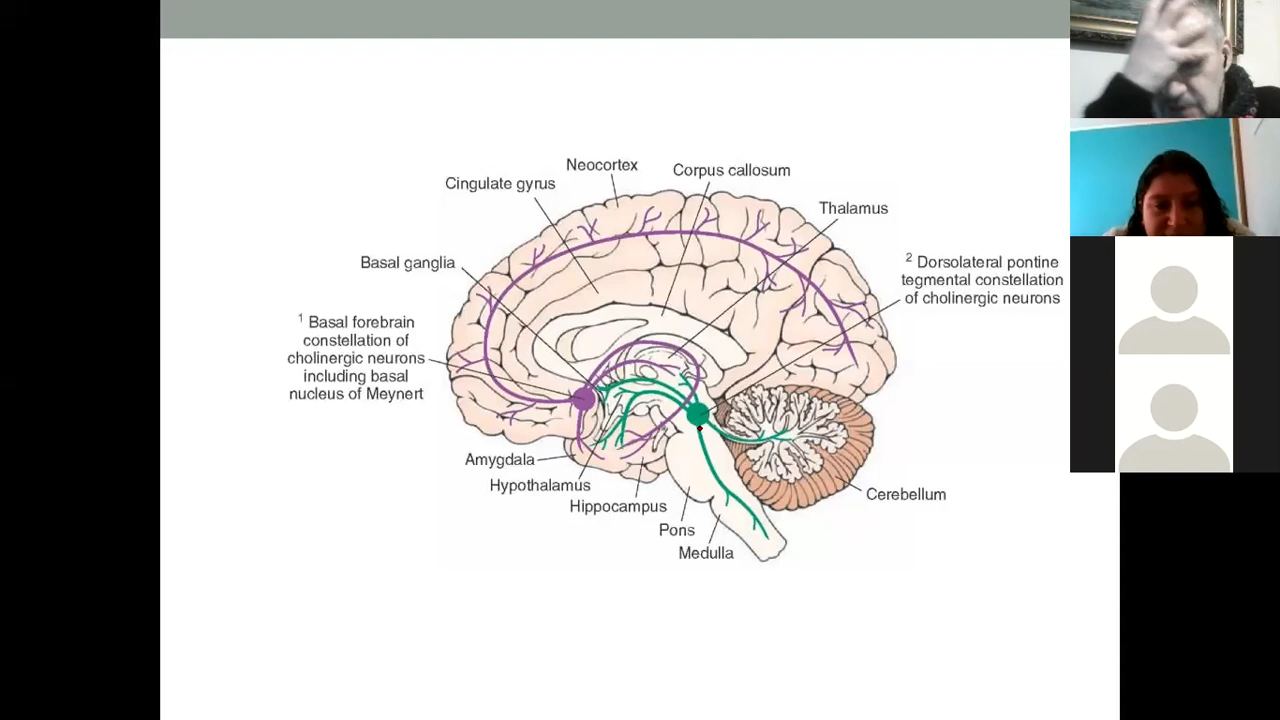 Neocortex
Corpus callosum
Cingulate gyrus
Thalamus
Basal ganglia
2 Dorsolateral pontine
tegmental constellation
of cholinergic neurons
1 Basal forebrain
constellation of
cholinergic neurons
including basal
nucleus of Meynert
Amygdala
Hypothalamus
Hippocampus
Pons
Medulla
Cerebellum